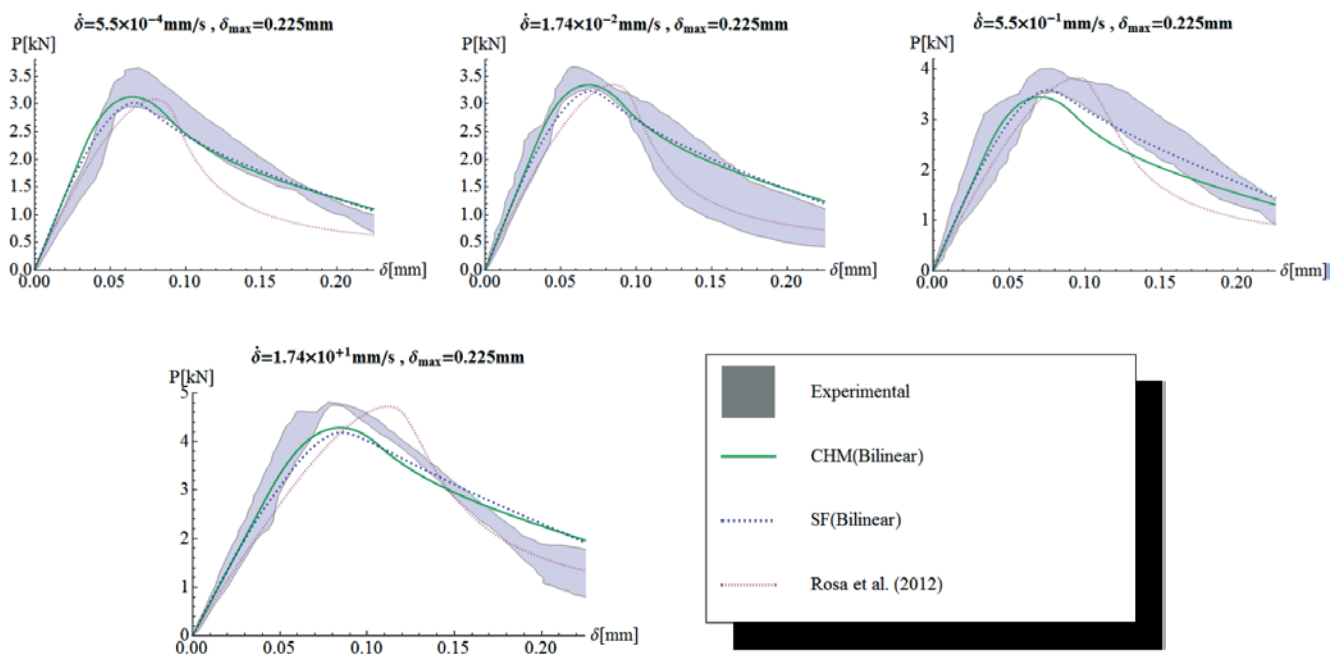 δ̇=5.5×10⁻⁴mm/s , δmax=0.225mm
P[kN]
3.5
3.0
2.5
2.0
1.5
1.0
0.5
0.0
0.00 0.05 0.10 0.15 0.20 δ[mm]
δ̇=1.74×10⁻²mm/s , δmax=0.225mm
P[kN]
3.5
3.0
2.5
2.0
1.5
1.0
0.5
0.0
0.00 0.05 0.10 0.15 0.20 δ[mm]
δ̇=5.5×10⁻¹mm/s , δmax=0.225mm
P[kN]
4
3
2
1
0
0.00 0.05 0.10 0.15 0.20 δ[mm]
δ̇=1.74×10⁺¹mm/s , δmax=0.225mm
P[kN]
5
4
3
2
1
0
0.00 0.05 0.10 0.15 0.20 δ[mm]
Experimental
CHM(Bilinear)
SF(Bilinear)
Rosa et al. (2012)